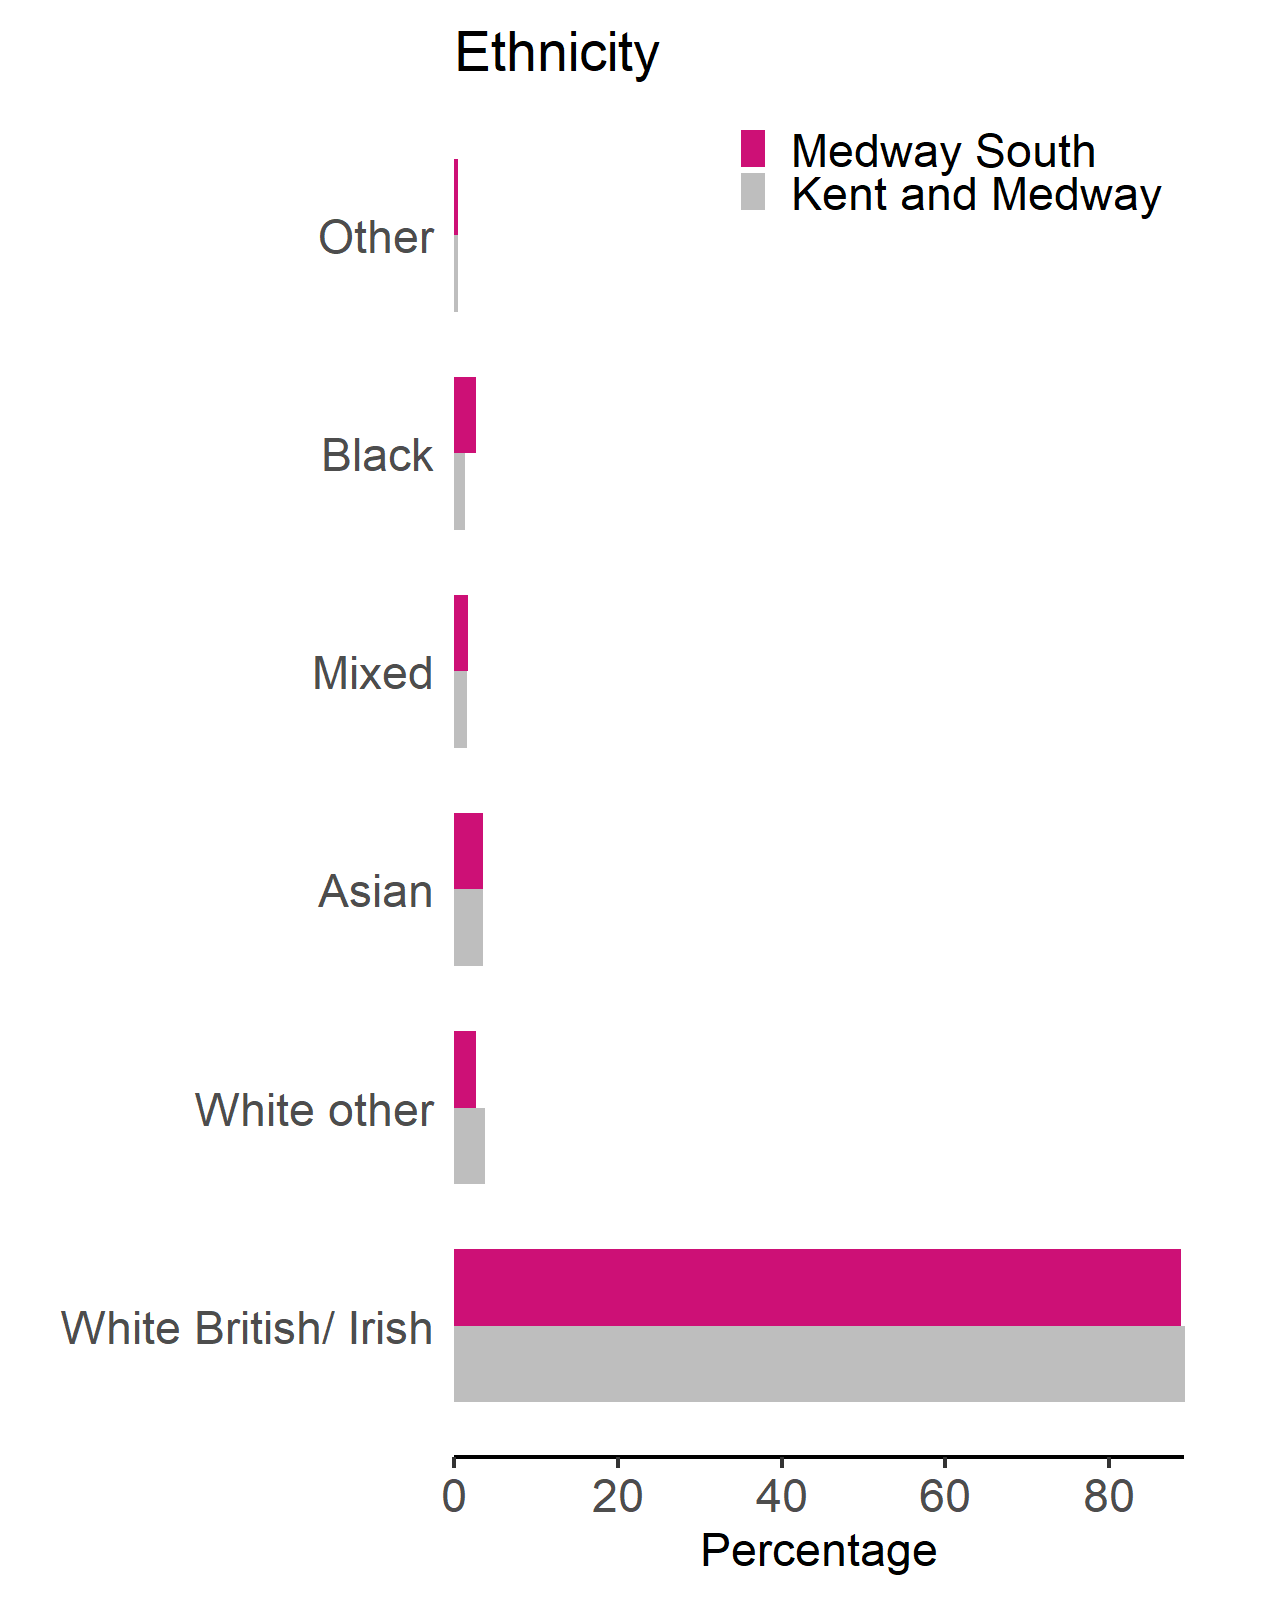 Ethnicity
Medway South
Kent and Medway
Other
Black
Mixed
Asian
White other
White British/ Irish
0 20 40 60 80
Percentage